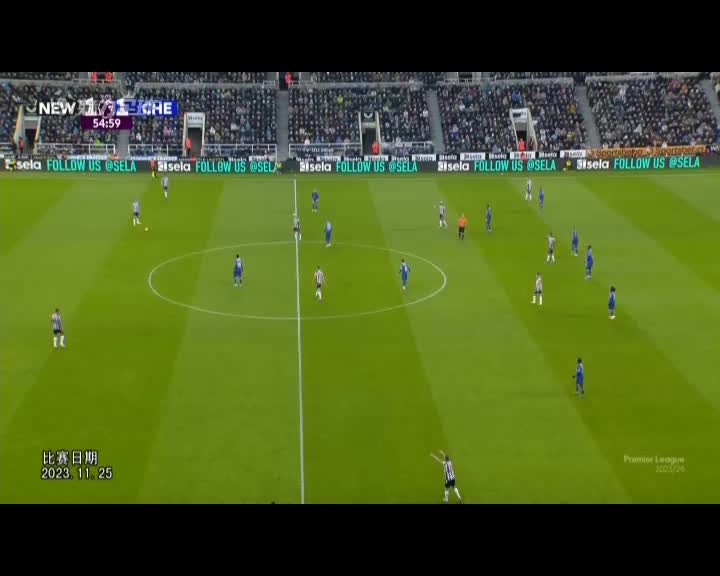 NEW 1 1 CHE
54:59
sela FOLLOW US @SELA sela FOLLOW US @SELA sela FOLLOW US @SELA sela FOLLOW US @SELA sela FOLLOW US @SELA
比赛日期
2023.11.25
Premier League
2023/24